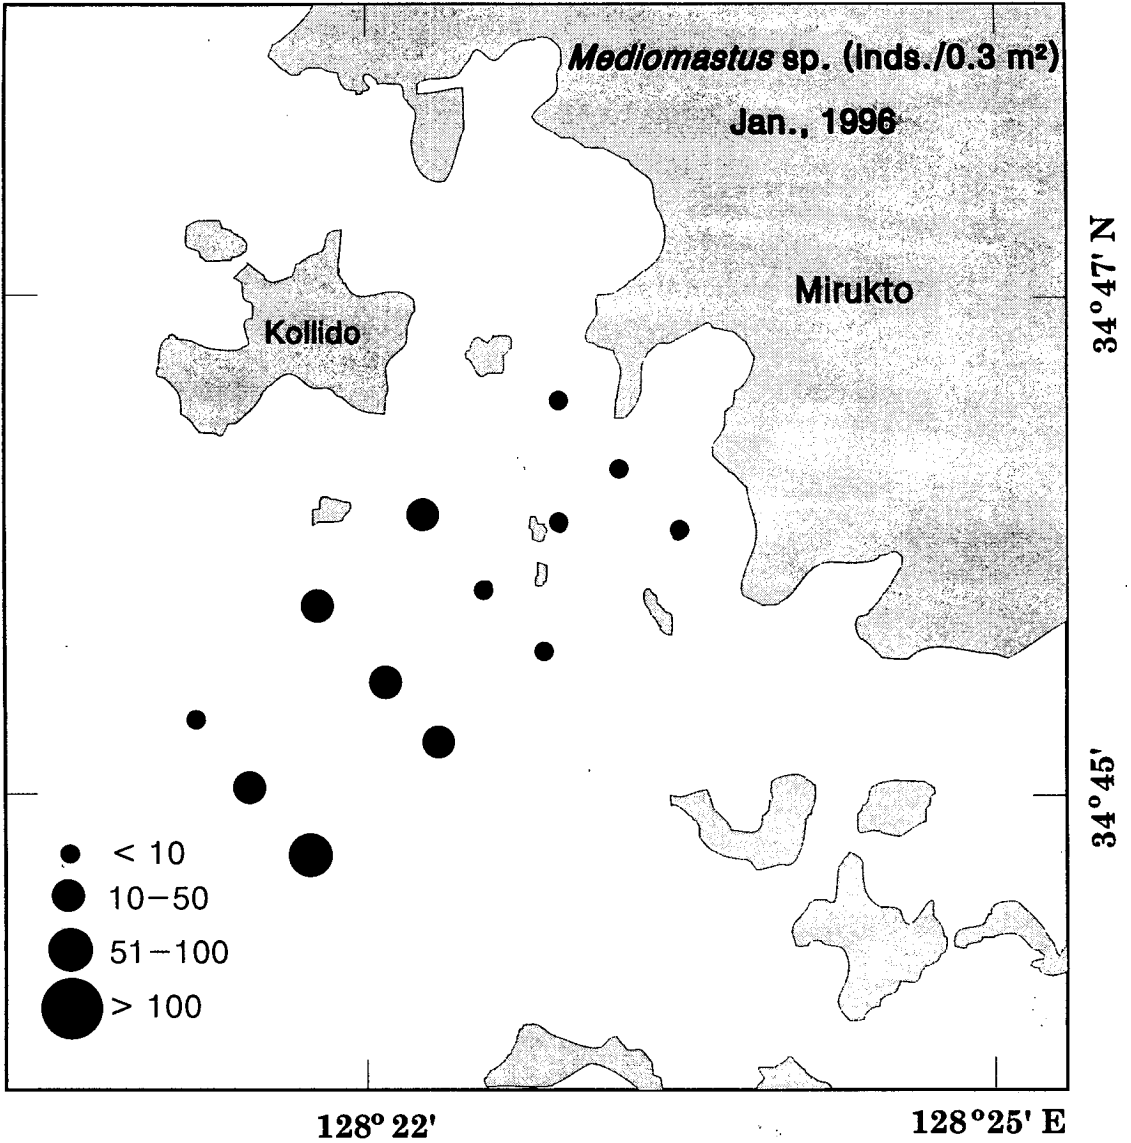 Mediomastus sp. (inds./0.3 m²)
Jan., 1996
34°47' N
Mirukto
Kollido
34°45'
< 10
10–50
51–100
> 100
128° 22'
128°25' E